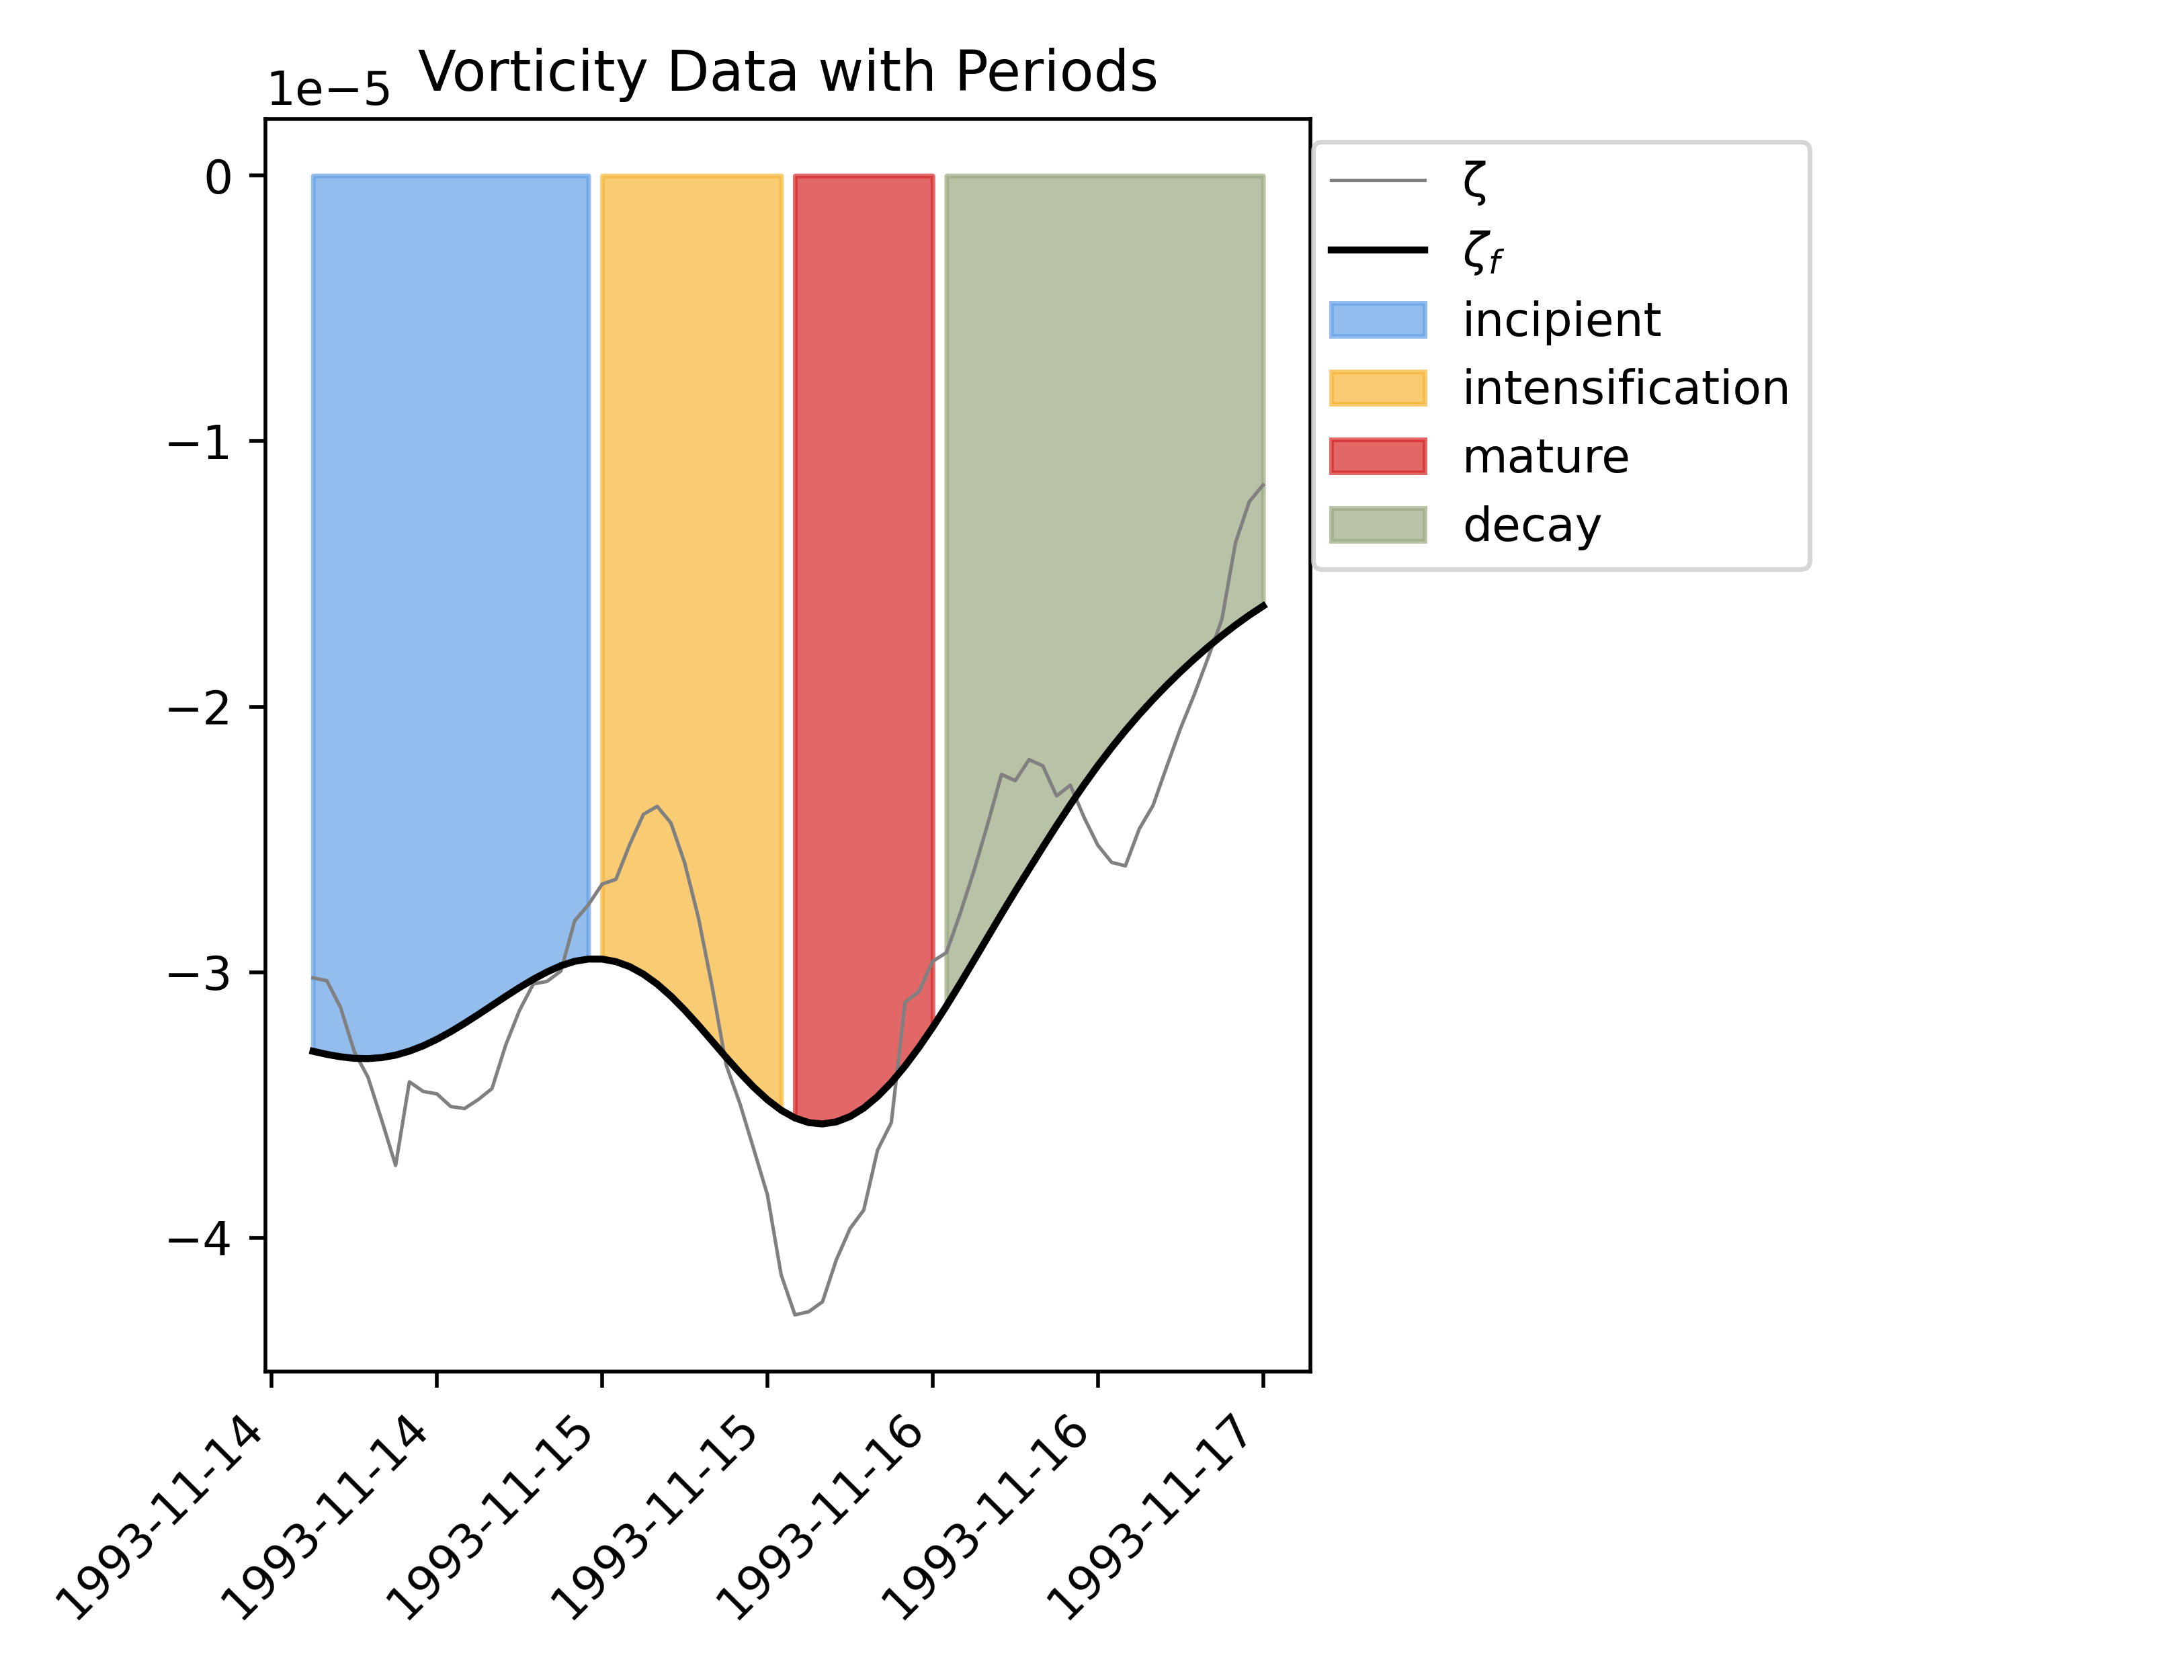 Vorticity Data with Periods
1e−5
0
−1
−2
−3
−4
1993-11-14
1993-11-14
1993-11-15
1993-11-15
1993-11-16
1993-11-16
1993-11-17
ζ
ζf
incipient
intensification
mature
decay